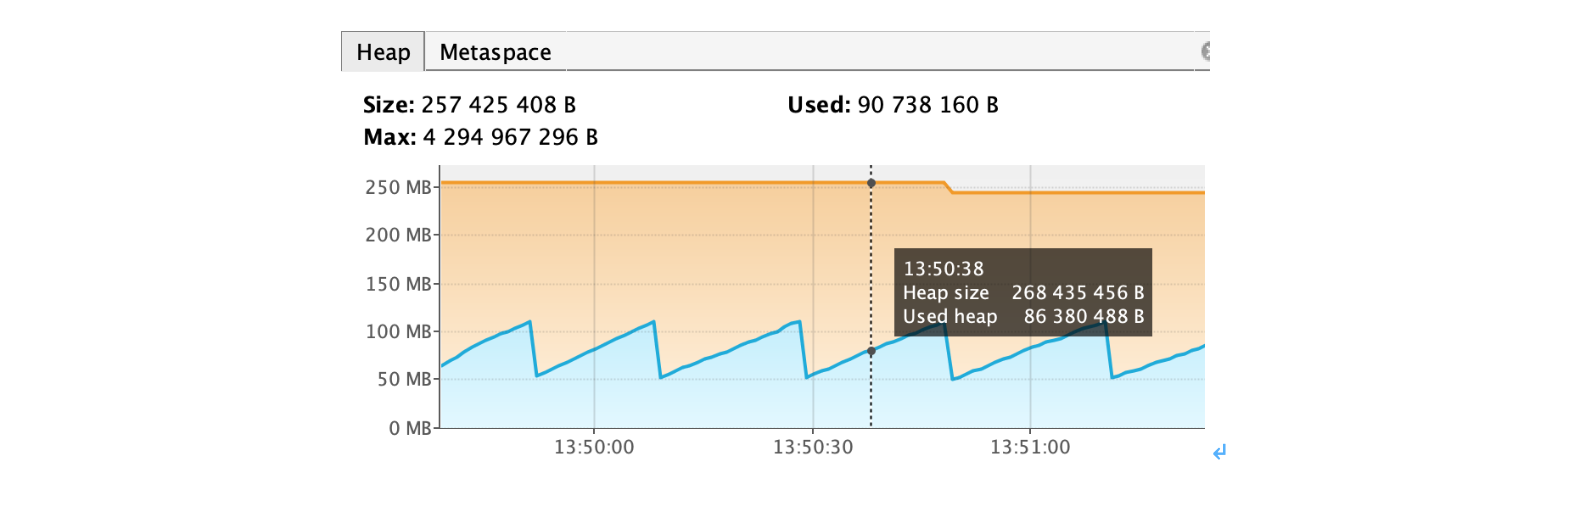 Heap Metaspace
Size: 257 425 408 B Used: 90 738 160 B
Max: 4 294 967 296 B
250 MB
200 MB
150 MB
100 MB
50 MB
0 MB
13:50:38
Heap size 268 435 456 B
Used heap 86 380 488 B
13:50:00 13:50:30 13:51:00